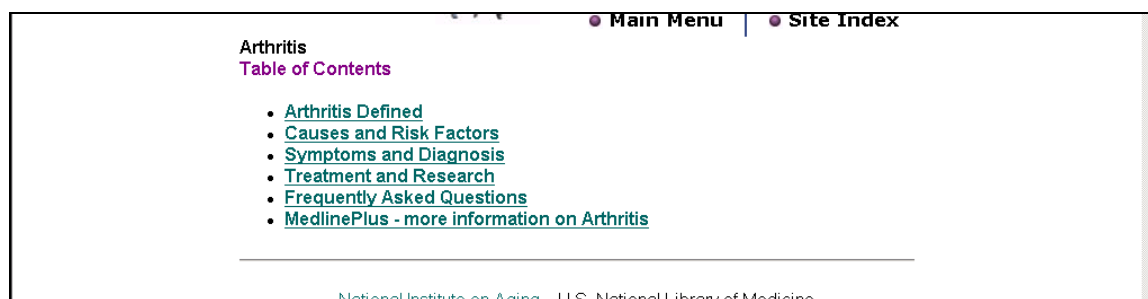 Main Menu | Site Index
Arthritis
Table of Contents
• Arthritis Defined
• Causes and Risk Factors
• Symptoms and Diagnosis
• Treatment and Research
• Frequently Asked Questions
• MedlinePlus - more information on Arthritis
National Institute on Aging U.S. National Library of Medicine